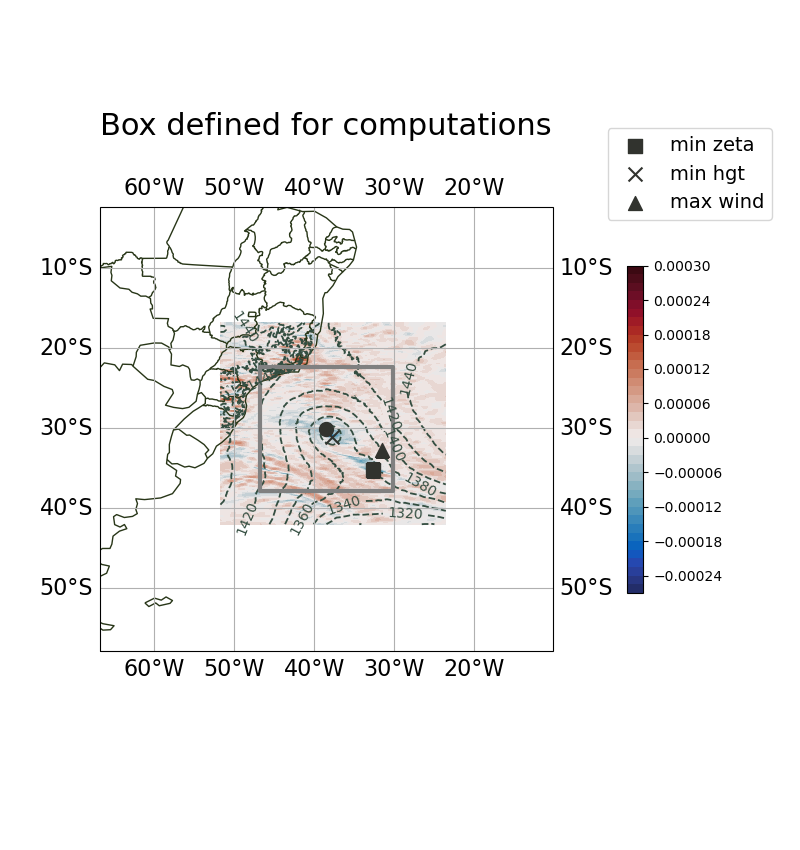 Box defined for computations
min zeta
min hgt
max wind
60°W 50°W 40°W 30°W 20°W
10°S 10°S
20°S 20°S
30°S 30°S
40°S 40°S
50°S 50°S
60°W 50°W 40°W 30°W 20°W
1440
1420
1400
1380
1420
1360
1340
1320
0.00030
0.00024
0.00018
0.00012
0.00006
0.00000
−0.00006
−0.00012
−0.00018
−0.00024